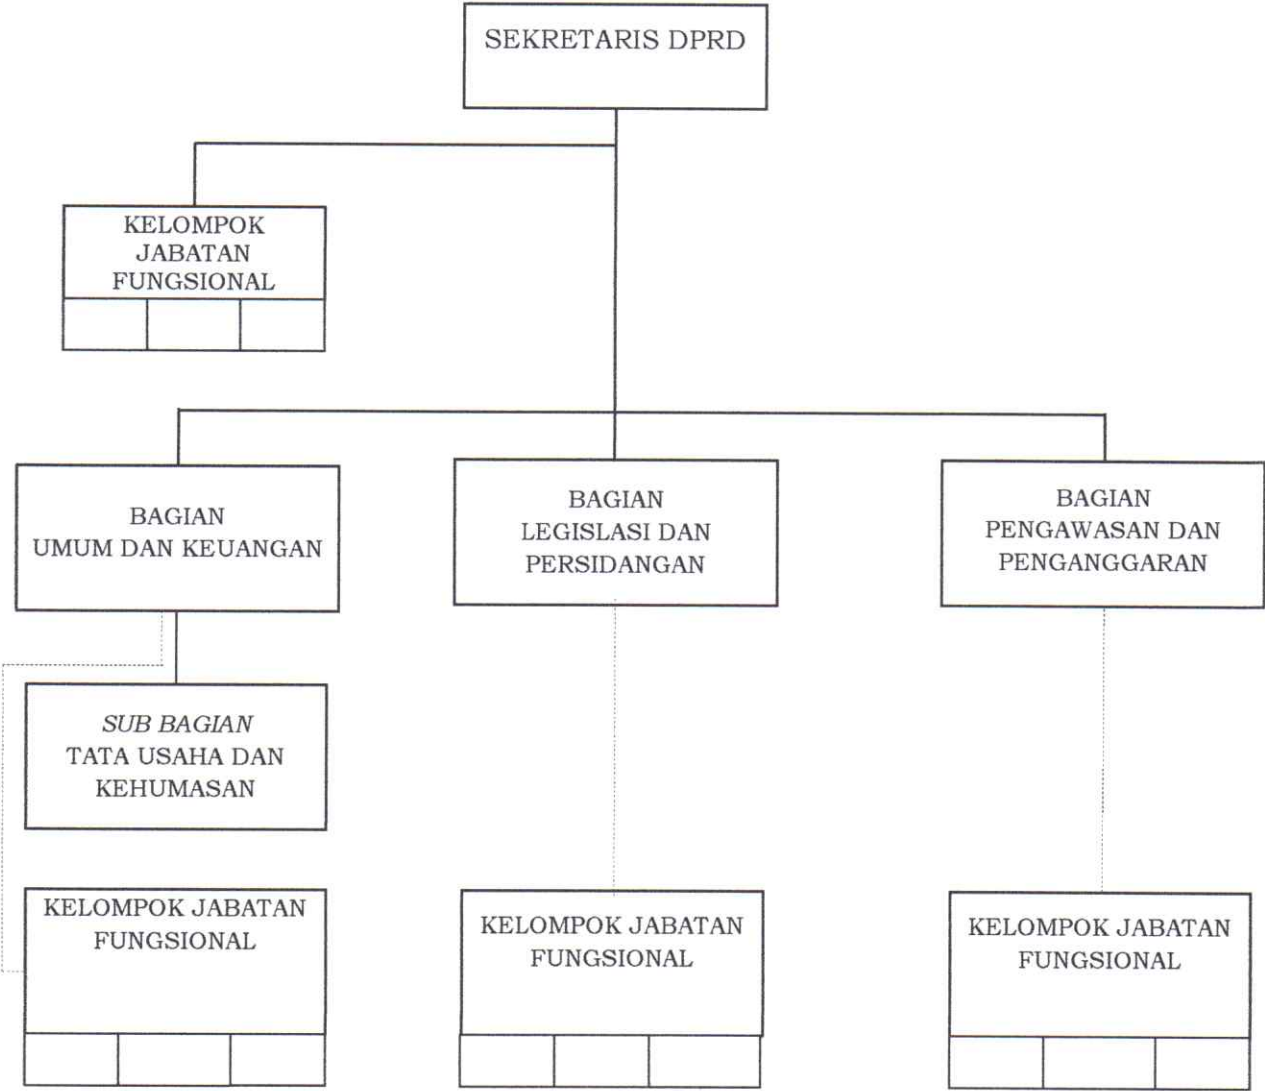 SEKRETARIS DPRD
KELOMPOK
JABATAN
FUNGSIONAL
BAGIAN
UMUM DAN KEUANGAN
BAGIAN
LEGISLASI DAN
PERSIDANGAN
BAGIAN
PENGAWASAN DAN
PENGANGGARAN
SUB BAGIAN
TATA USAHA DAN
KEHUMASAN
KELOMPOK JABATAN
FUNGSIONAL
KELOMPOK JABATAN
FUNGSIONAL
KELOMPOK JABATAN
FUNGSIONAL